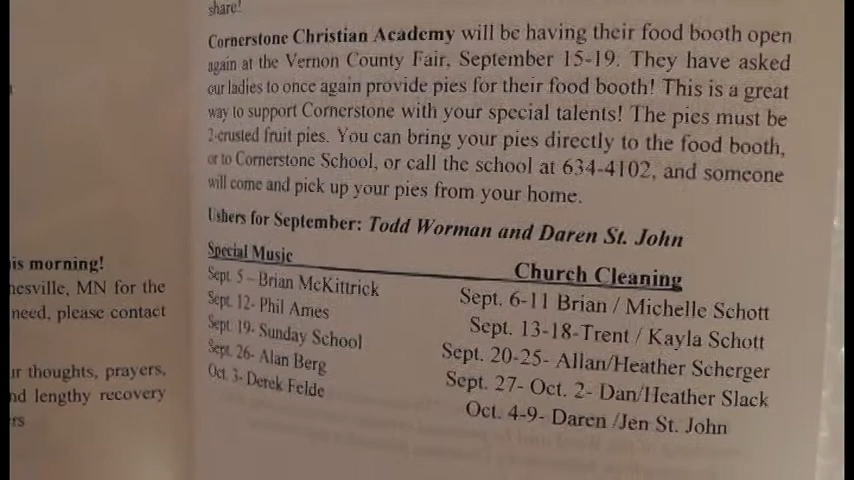 share!
Cornerstone Christian Academy will be having their food booth open
again at the Vernon County Fair, September 15-19. They have asked
our ladies to once again provide pies for their food booth! This is a great
way to support Cornerstone with your special talents! The pies must be
2-crusted fruit pies. You can bring your pies directly to the food booth,
or to Cornerstone School, or call the school at 634-4102, and someone
will come and pick up your pies from your home.
Ushers for September: Todd Worman and Daren St. John
Special Music
Sept. 5 – Brian McKittrick
Sept. 12- Phil Ames
Sept. 19- Sunday School
Sept. 26- Alan Berg
Oct. 3- Derek Felde
Church Cleaning
Sept. 6-11 Brian / Michelle Schott
Sept. 13-18-Trent / Kayla Schott
Sept. 20-25- Allan/Heather Scherger
Sept. 27- Oct. 2- Dan/Heather Slack
Oct. 4-9- Daren /Jen St. John
is morning!
nesville, MN for the
need, please contact
ur thoughts, prayers,
nd lengthy recovery
rs